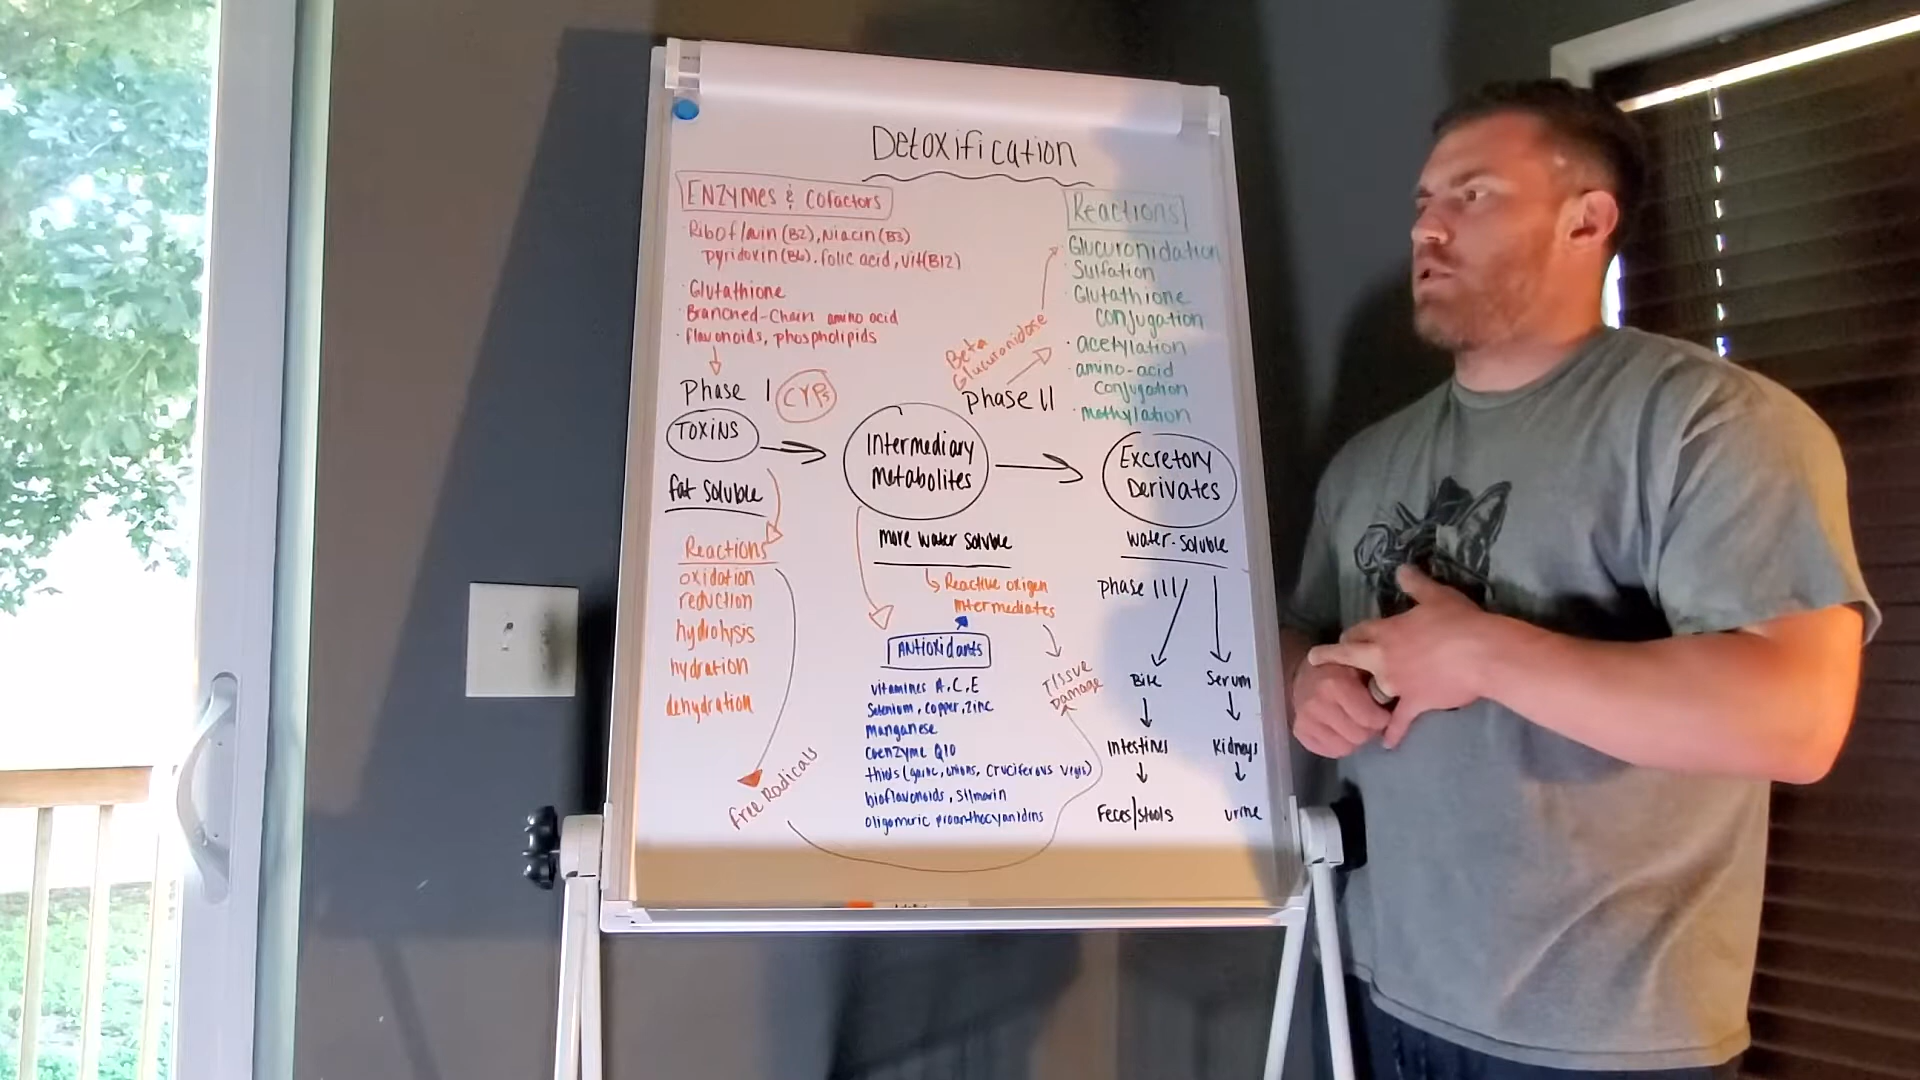 Detoxification
ENZYMES & Cofactors
Riboflavin (B2), Niacin (B3)
pyridoxin (B6). folic acid, vit(B12)
· Glutathione
· Branched-Chain amino acid
· flavonoids, phospholipids
Phase I CYPs
TOXINS
fat soluble
Reactions
oxidation
reduction
hydrolysis
hydration
dehydration
free Radicals
Intermediary
Metabolites
more water soluble
Reactive oxigen
Intermediates
Antioxidants
vitamines A, C, E
Selenium, copper, zinc
manganese
Coenzyme Q10
thiols (garlic, onions, cruciferous vegis)
bioflavonoids, silmarin
oligomeric proanthocyanidins
Tissue
Damage
Beta
Glucuronidose
Phase II
Reactions
· Glucuronidation
· Sulfation
· Glutathione
conjugation
· acetylation
· amino-acid
conjugation
· methylation
Excretory
Derivates
water-soluble
Phase III
Bile
Intestines
Feces/stools
Serum
Kidneys
urine